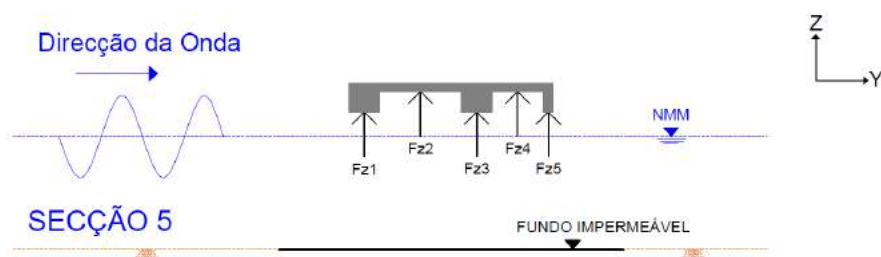 Direcção da Onda
Z
Y
NMM
Fz1
Fz2
Fz3
Fz4
Fz5
SECÇÃO 5
FUNDO IMPERMEÁVEL